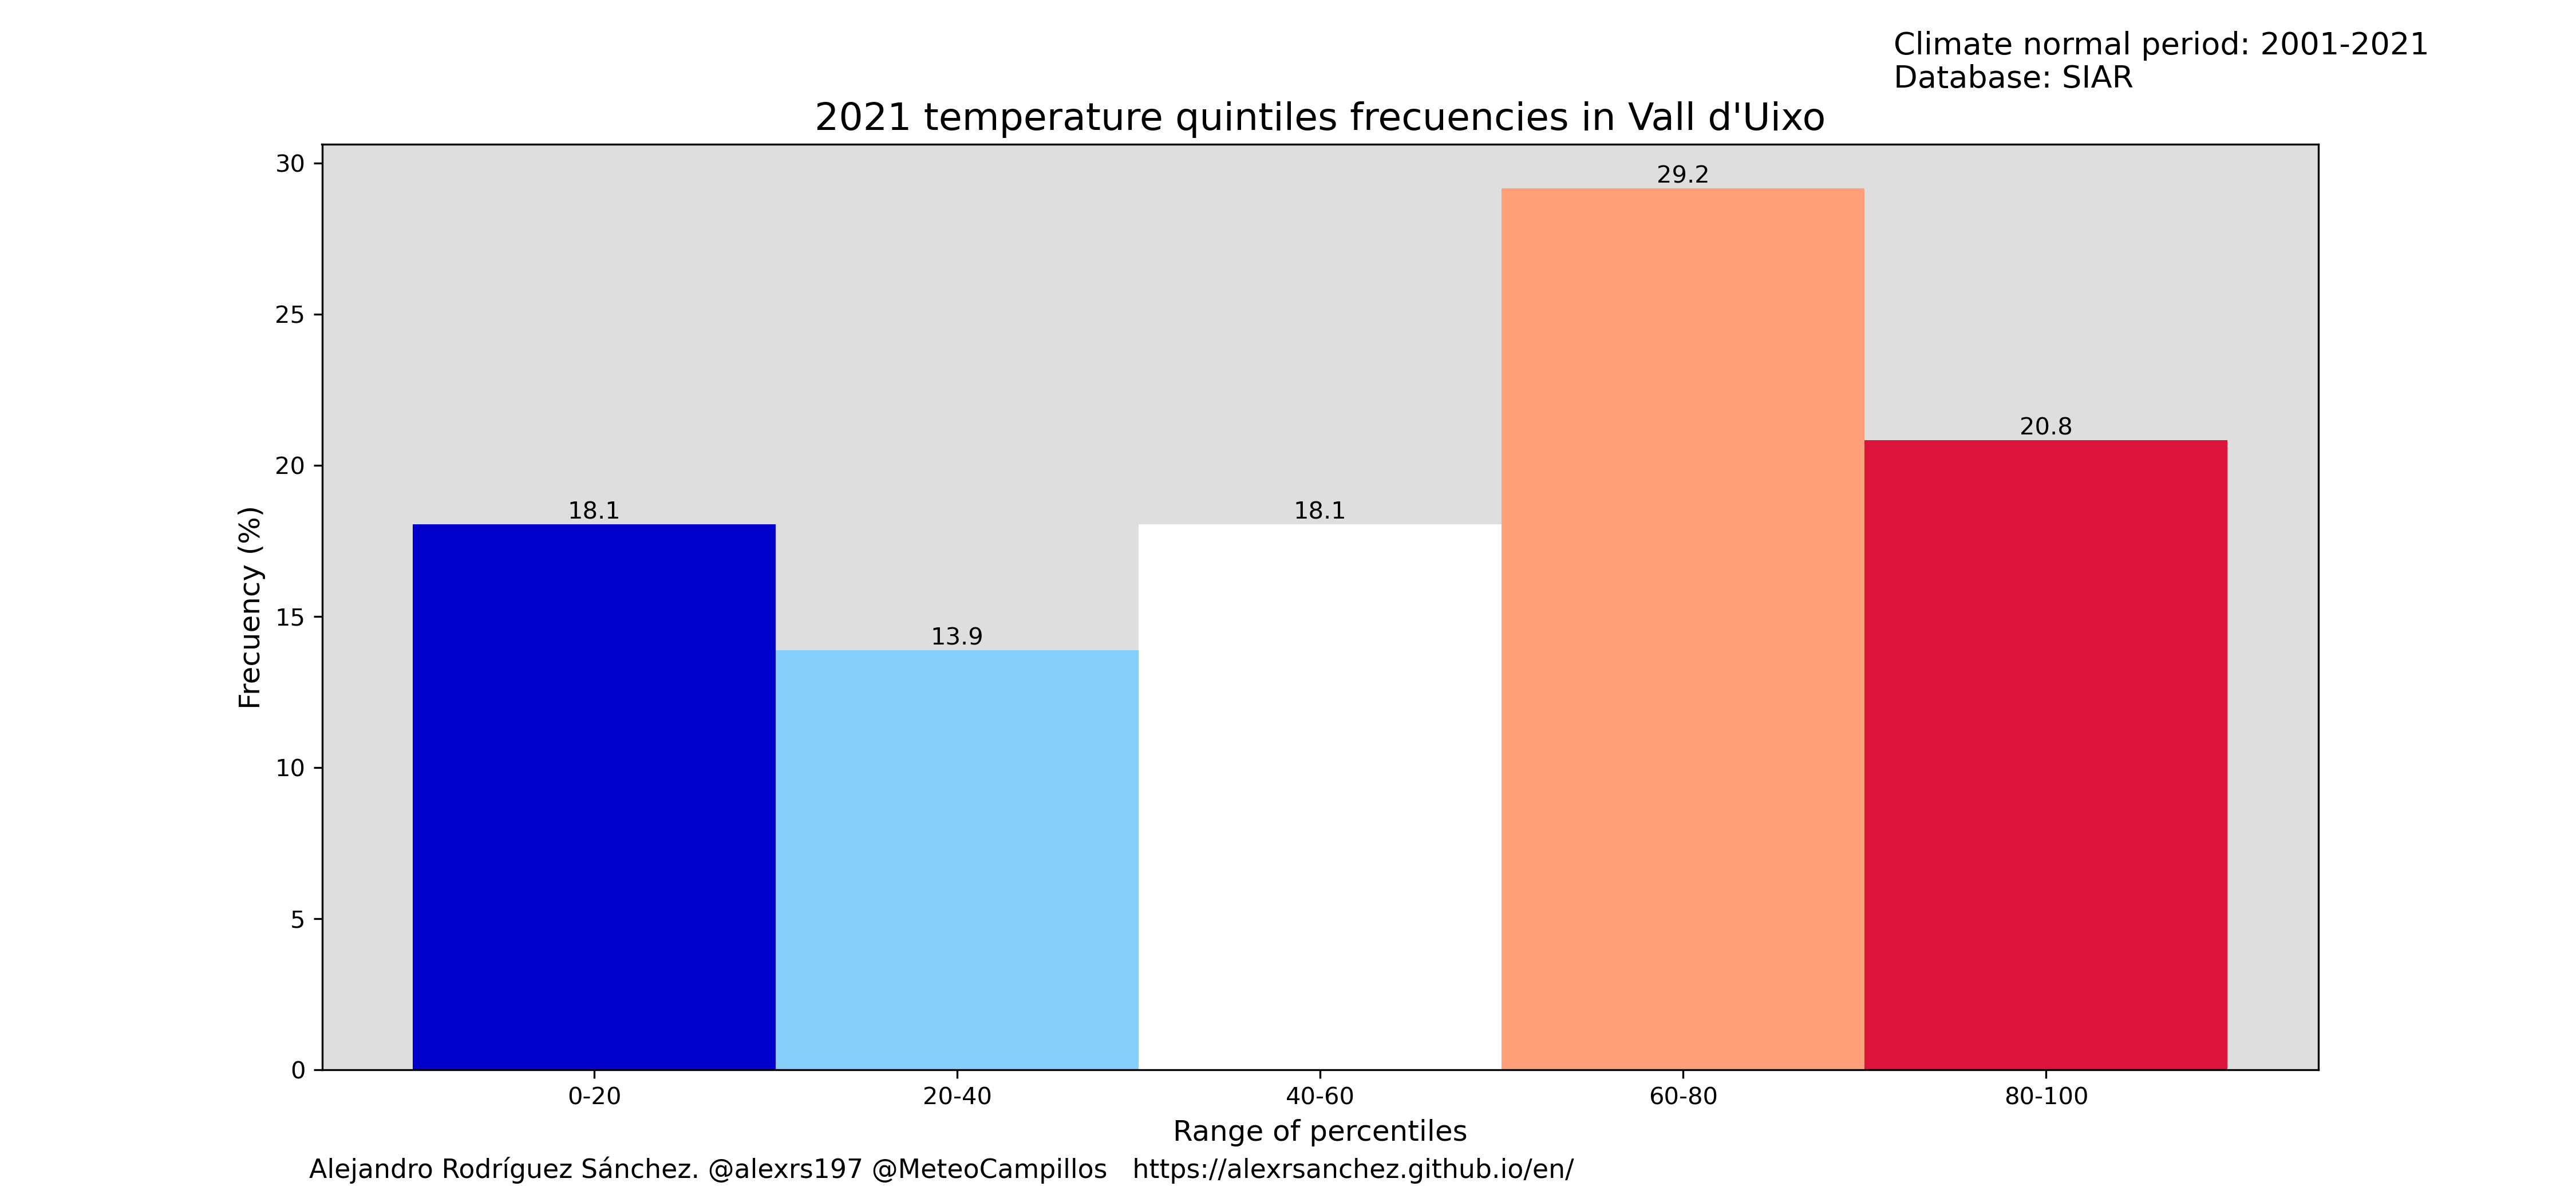 Climate normal period: 2001-2021
Database: SIAR
2021 temperature quintiles frecuencies in Vall d'Uixo
30
25
20
15
10
5
0
Frecuency (%)
18.1
13.9
18.1
29.2
20.8
0-20
20-40
40-60
60-80
80-100
Range of percentiles
Alejandro Rodríguez Sánchez. @alexrs197 @MeteoCampillos https://alexrsanchez.github.io/en/